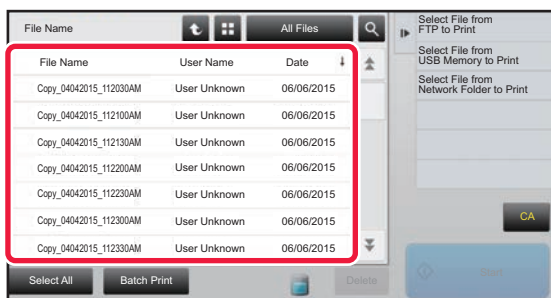 File Name
All Files
File Name User Name Date
Copy_04042015_112030AM User Unknown 06/06/2015
Copy_04042015_112100AM User Unknown 06/06/2015
Copy_04042015_112130AM User Unknown 06/06/2015
Copy_04042015_112200AM User Unknown 06/06/2015
Copy_04042015_112230AM User Unknown 06/06/2015
Copy_04042015_112300AM User Unknown 06/06/2015
Copy_04042015_112330AM User Unknown 06/06/2015
Select All
Batch Print
Delete
Select File from
FTP to Print
Select File from
USB Memory to Print
Select File from
Network Folder to Print
CA
Start